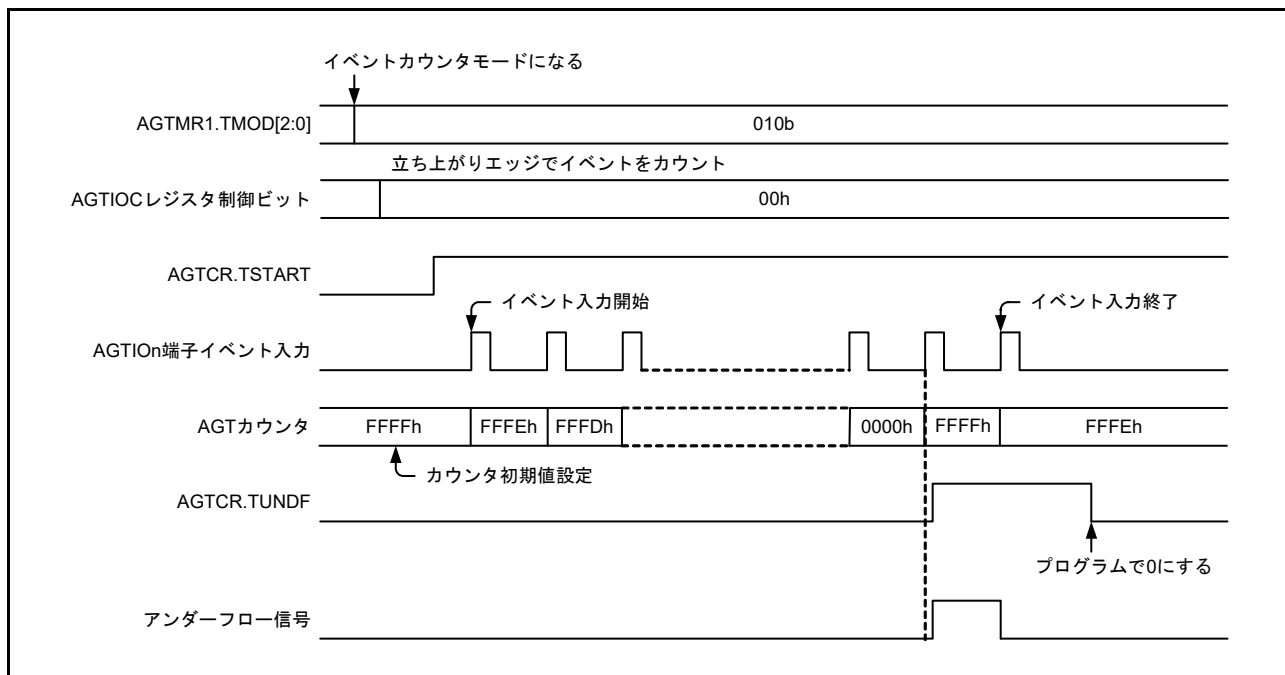 イベントカウンタモードになる
AGTMR1.TMOD[2:0]
010b
立ち上がりエッジでイベントをカウント
AGTIOCレジスタ制御ビット
00h
AGTCR.TSTART
イベント入力開始
イベント入力終了
AGTIOn端子イベント入力
AGTカウンタ
FFFFh
FFFEh
FFFDh
0000h
FFFFh
FFFEh
カウンタ初期値設定
AGTCR.TUNDF
プログラムで0にする
アンダーフロー信号